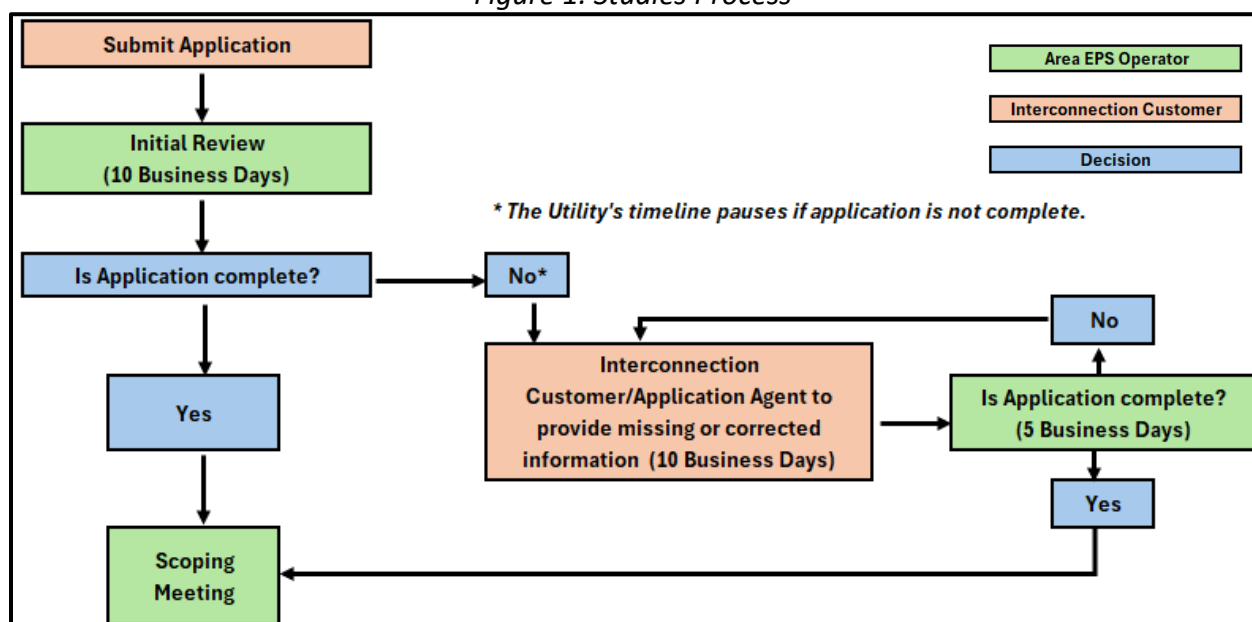 Figure 1: Studies Process
Submit Application
Area EPS Operator
Initial Review
(10 Business Days)
Interconnection Customer
Decision
* The Utility's timeline pauses if application is not complete.
Is Application complete?
No*
No
Interconnection
Customer/Application Agent to
provide missing or corrected
information (10 Business Days)
Is Application complete?
(5 Business Days)
Yes
Yes
Scoping
Meeting